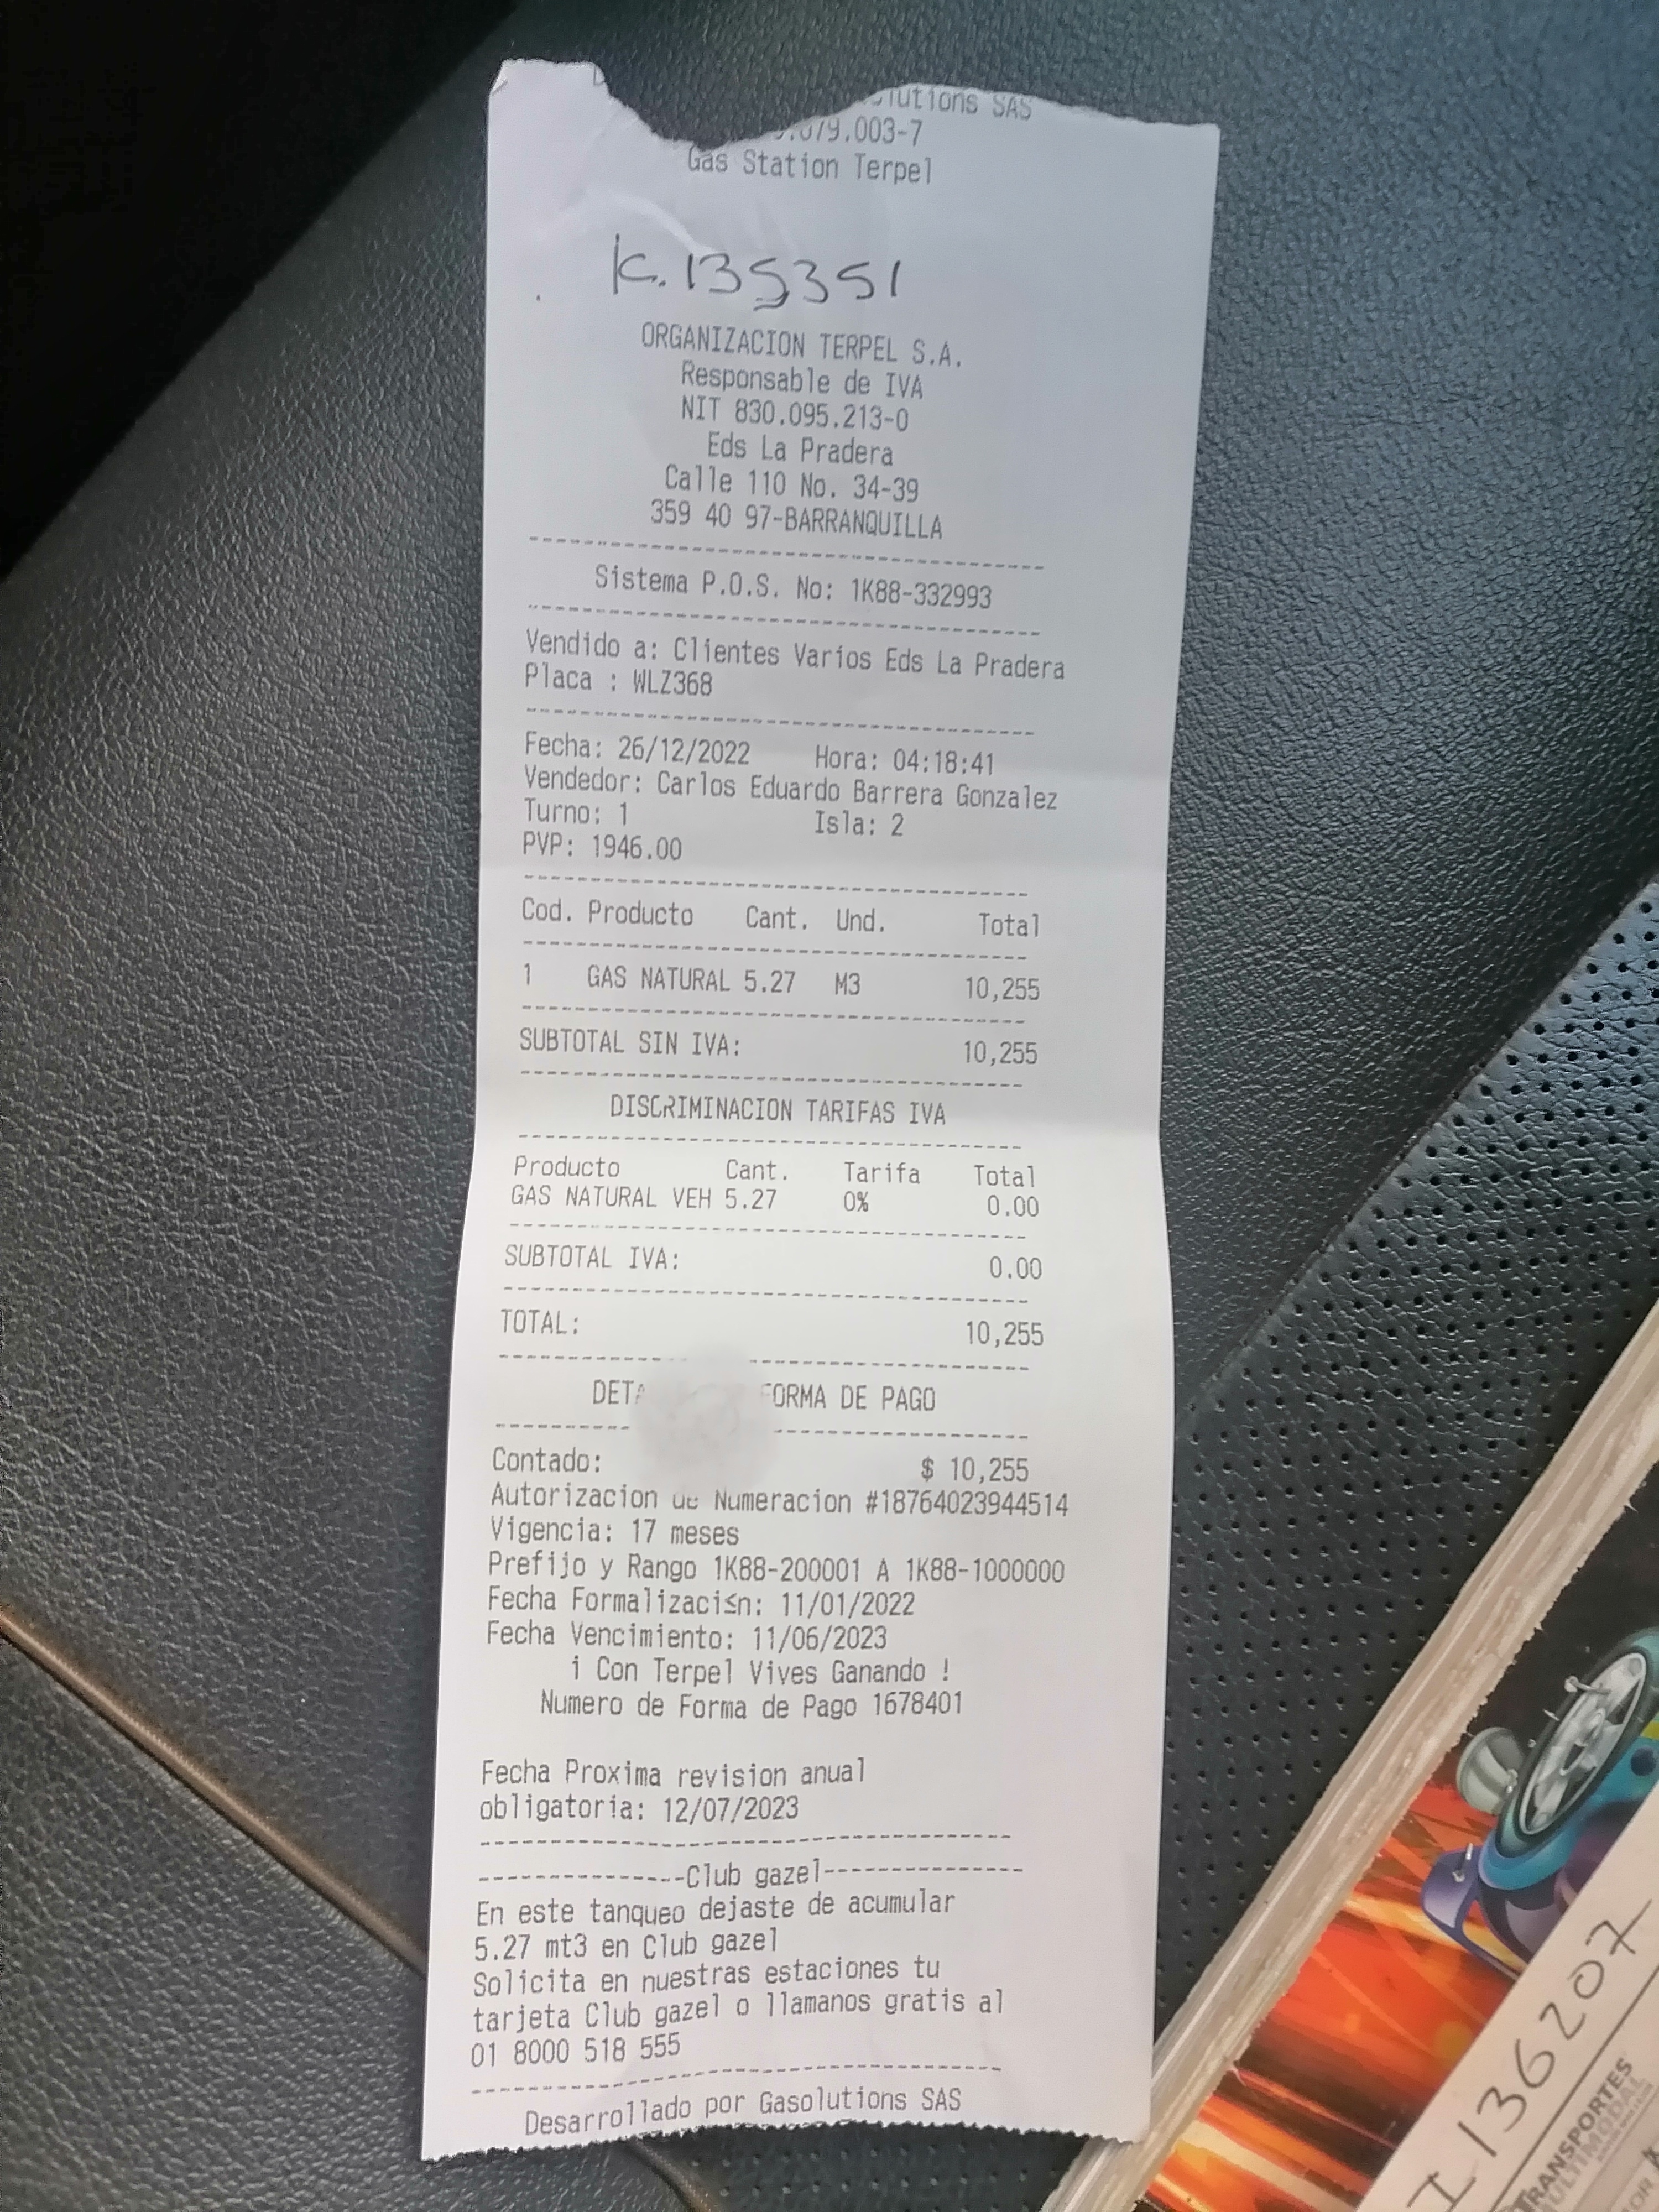 SAS
.079.003-7
Gas Station Terpel
K.135351
ORGANIZACION TERPEL S.A.
Responsable de IVA
NIT 830.095.213-0
Eds La Pradera
Calle 110 No. 34-39
359 40 97-BARRANQUILLA
Sistema P.O.S. No: 1K88-332993
Vendido a: Clientes Varios Eds La Pradera
Placa : WLZ368
Fecha: 26/12/2022 Hora: 04:18:41
Vendedor: Carlos Eduardo Barrera Gonzalez
Turno: 1 Isla: 2
PVP: 1946.00
Cod. Producto Cant. Und. Total
1 GAS NATURAL 5.27 M3 10,255
SUBTOTAL SIN IVA: 10,255
DISCRIMINACION TARIFAS IVA
Producto Cant. Tarifa Total
GAS NATURAL VEH 5.27 0% 0.00
SUBTOTAL IVA: 0.00
TOTAL: 10,255
DETA ORMA DE PAGO
Contado: $ 10,255
Autorizacion de Numeracion #18764023944514
Vigencia: 17 meses
Prefijo y Rango 1K88-200001 A 1K88-1000000
Fecha Formalizaci≤n: 11/01/2022
Fecha Vencimiento: 11/06/2023
¡ Con Terpel Vives Ganando !
Numero de Forma de Pago 1678401
Fecha Proxima revision anual
obligatoria: 12/07/2023
---------------Club gazel---------------
En este tanqueo dejaste de acumular
5.27 mt3 en Club gazel
Solicita en nuestras estaciones tu
tarjeta Club gazel o llamanos gratis al
01 8000 518 555
Desarrollado por Gasolutions SAS
I 136207
TRANSPORTES